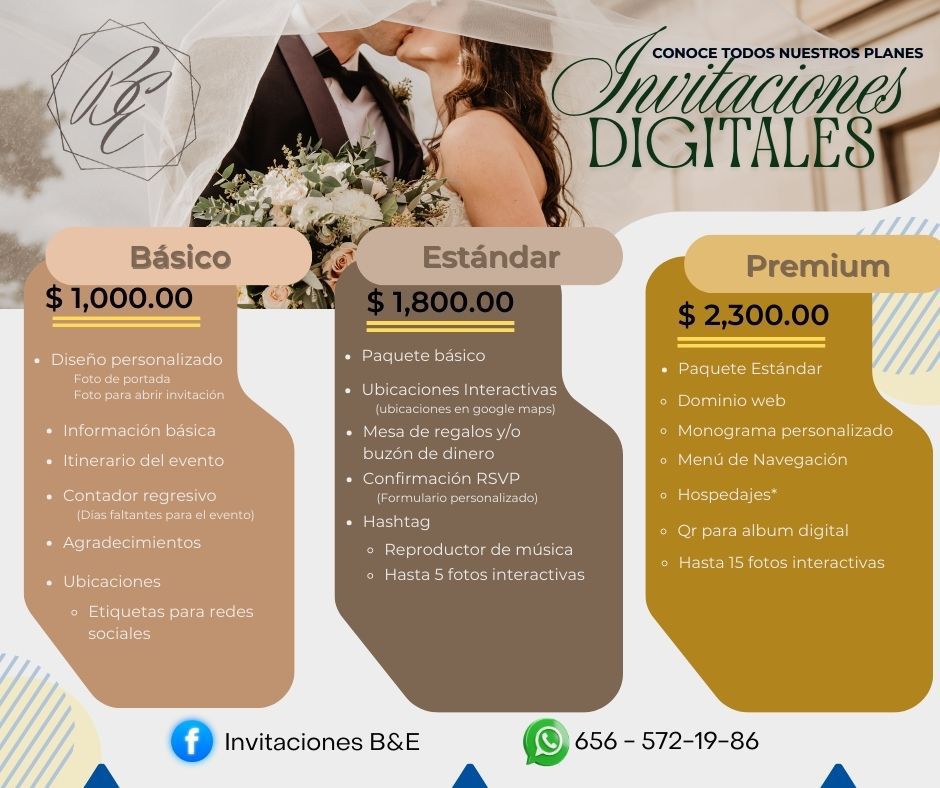 BE
CONOCE TODOS NUESTROS PLANES
Invitaciones
DIGITALES
Básico
$ 1,000.00
Diseño personalizado
Foto de portada
Foto para abrir invitación
Información básica
Itinerario del evento
Contador regresivo
(Días faltantes para el evento)
Agradecimientos
Ubicaciones
Etiquetas para redes
sociales
Estándar
$ 1,800.00
Paquete básico
Ubicaciones Interactivas
(ubicaciones en google maps)
Mesa de regalos y/o
buzón de dinero
Confirmación RSVP
(Formulario personalizado)
Hashtag
Reproductor de música
Hasta 5 fotos interactivas
Premium
$ 2,300.00
Paquete Estándar
Dominio web
Monograma personalizado
Menú de Navegación
Hospedajes*
Qr para album digital
Hasta 15 fotos interactivas
Invitaciones B&E
656 - 572-19-86